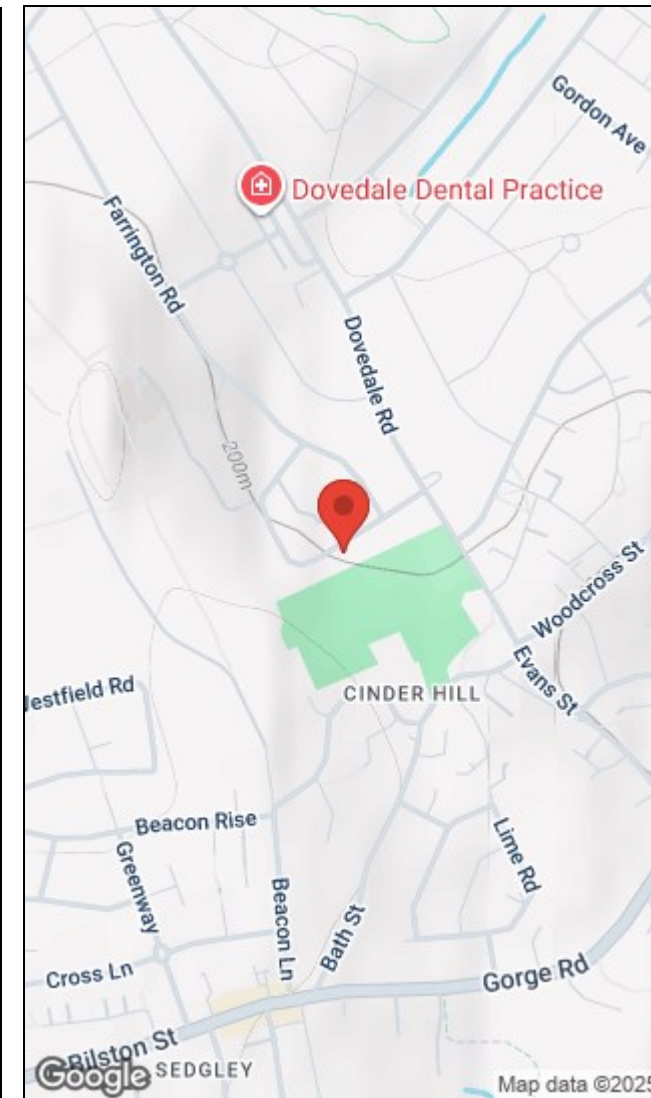 Gordon Ave
Dovedale Dental Practice
Farrington Rd
Dovedale Rd
200m
Woodcross St
Evans St
CINDER HILL
Westfield Rd
Beacon Rise
Greenway
Lime Rd
Beacon Ln
Bath St
Cross Ln
Gorge Rd
Bilston St
SEDGLEY
Google
Map data ©2025